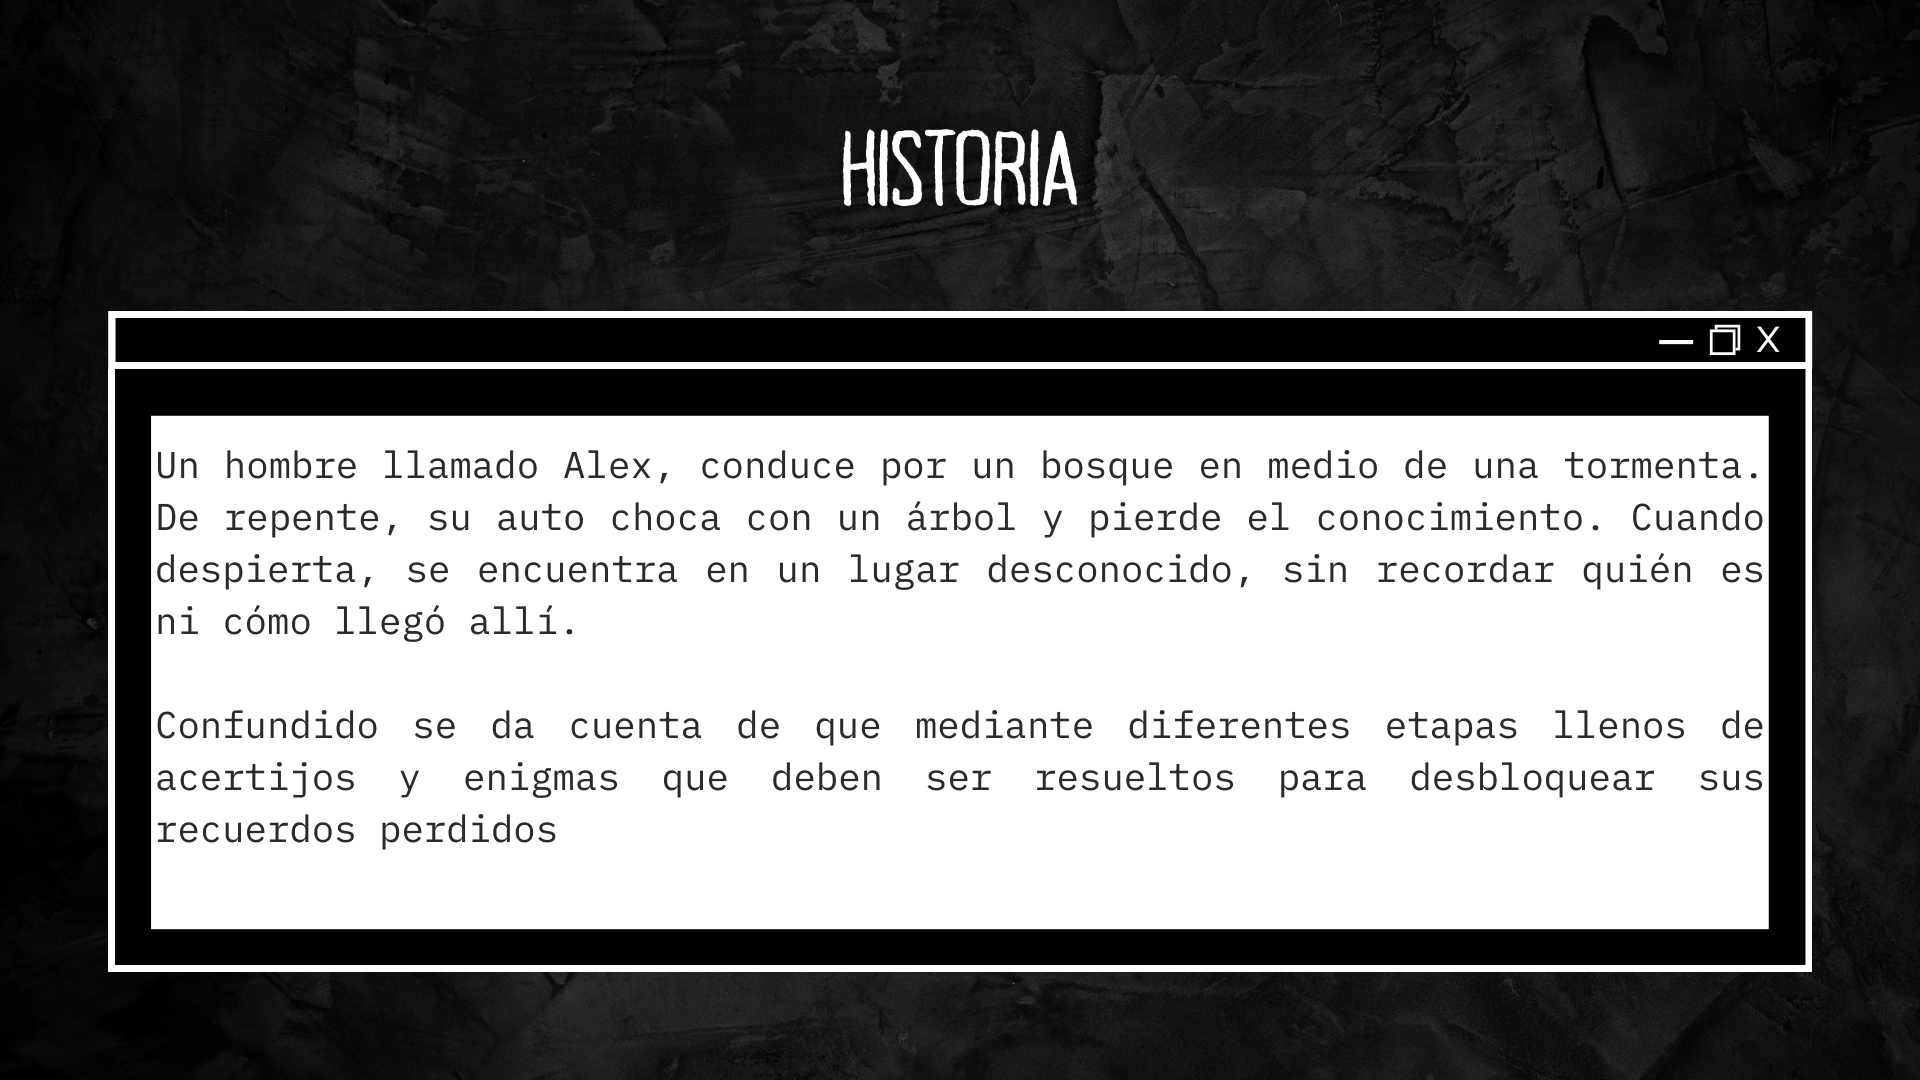 HISTORIA
X
Un hombre llamado Alex, conduce por un bosque en medio de una tormenta.
De repente, su auto choca con un árbol y pierde el conocimiento. Cuando
despierta, se encuentra en un lugar desconocido, sin recordar quién es
ni cómo llegó allí.
Confundido se da cuenta de que mediante diferentes etapas llenos de
acertijos y enigmas que deben ser resueltos para desbloquear sus
recuerdos perdidos